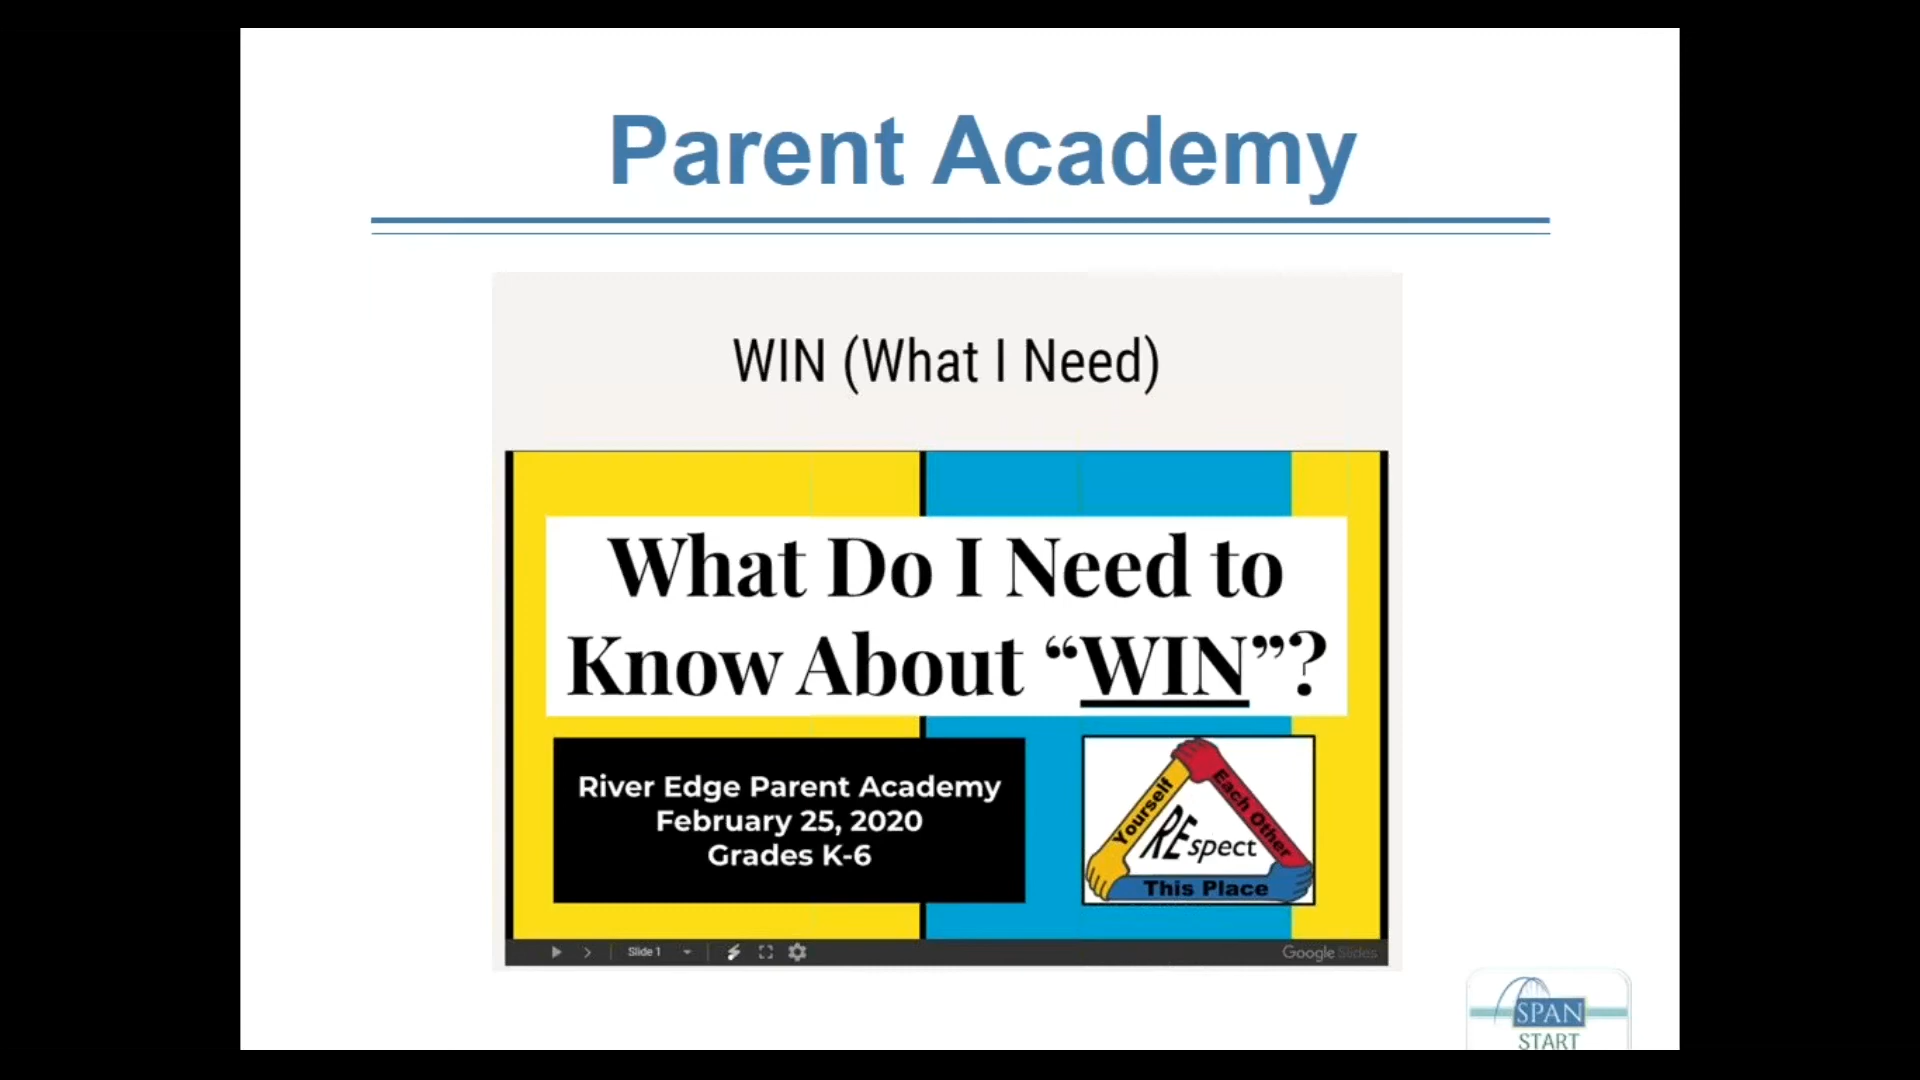 Parent Academy
WIN (What I Need)
What Do I Need to
Know About “WIN”?
River Edge Parent Academy
February 25, 2020
Grades K-6
Yourself
Each Other
REspect
This Place
Slide 1
Google Slides
SPAN
START